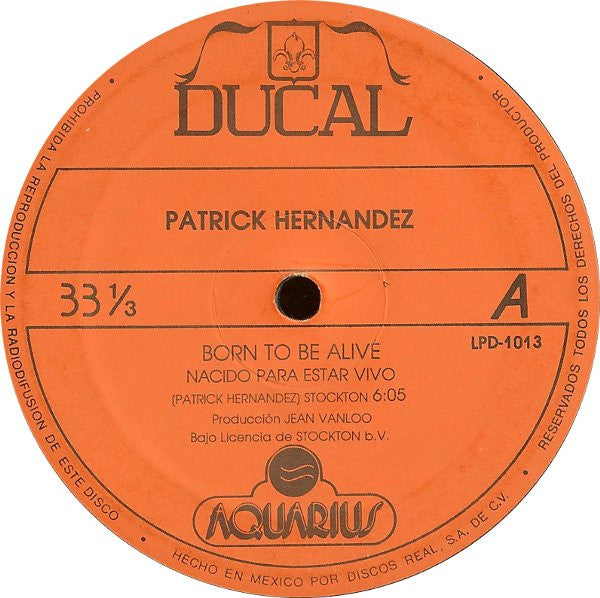 DUCAL
PATRICK HERNANDEZ
33 1/3
A
LPD-1013
BORN TO BE ALIVE
NACIDO PARA ESTAR VIVO
(PATRICK HERNANDEZ) STOCKTON 6:05
Producción JEAN VANLOO
Bajo Licencia de STOCKTON b.V.
AQUARIUS
• PROHIBIDA LA REPRODUCCION Y LA RADIODIFUSION DE ESTE DISCO • HECHO EN MEXICO POR DISCOS REAL, S.A. DE C.V. • RESERVADOS TODOS LOS DERECHOS DEL PRODUCTOR •